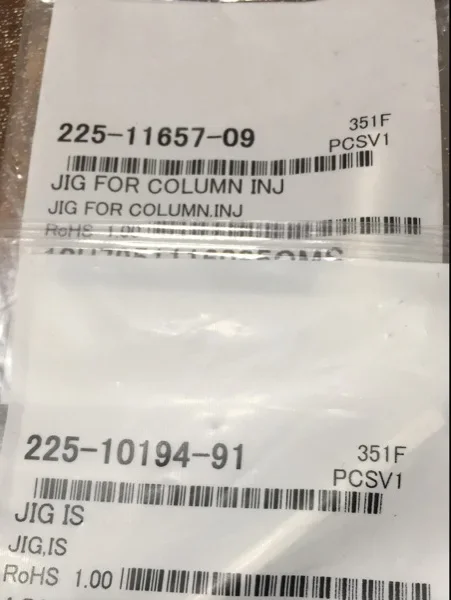 225-11657-09 351F
PCSV1
JIG FOR COLUMN INJ
JIG FOR COLUMN.INJ
RoHS 1.00
225-10194-91 351F
PCSV1
JIG IS
JIG,IS
RoHS 1.00